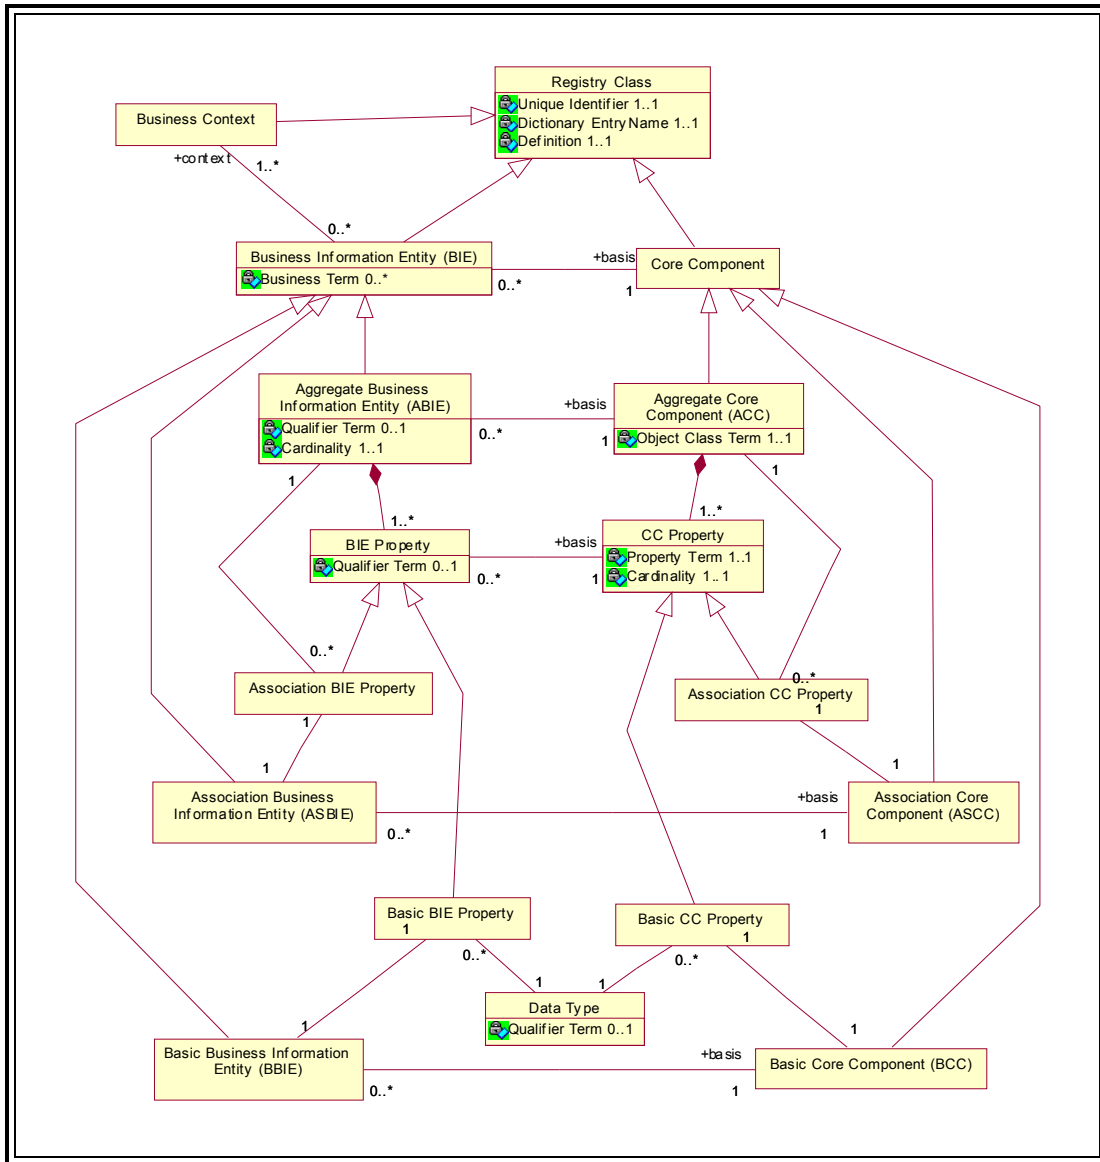 Registry Class
Unique Identifier 1..1
Dictionary Entry Name 1..1
Definition 1..1
Business Context
+context
1..*
0..*
Business Information Entity (BIE)
Business Term 0..*
+basis
0..*
1
Core Component
Aggregate Business
Information Entity (ABIE)
Qualifier Term 0..1
Cardinality 1..1
+basis
0..*
1
Aggregate Core
Component (ACC)
Object Class Term 1..1
1
1
1..*
1..*
BIE Property
Qualifier Term 0..1
+basis
0..*
1
CC Property
Property Term 1..1
Cardinality 1..1
0..*
Association BIE Property
1
0..*
Association CC Property
1
1
1
Association Business
Information Entity (ASBIE)
+basis
0..*
1
Association Core
Component (ASCC)
Basic BIE Property
1
0..*
Basic CC Property
1
0..*
1
1
Data Type
Qualifier Term 0..1
1
1
Basic Business Information
Entity (BBIE)
+basis
0..*
1
Basic Core Component (BCC)